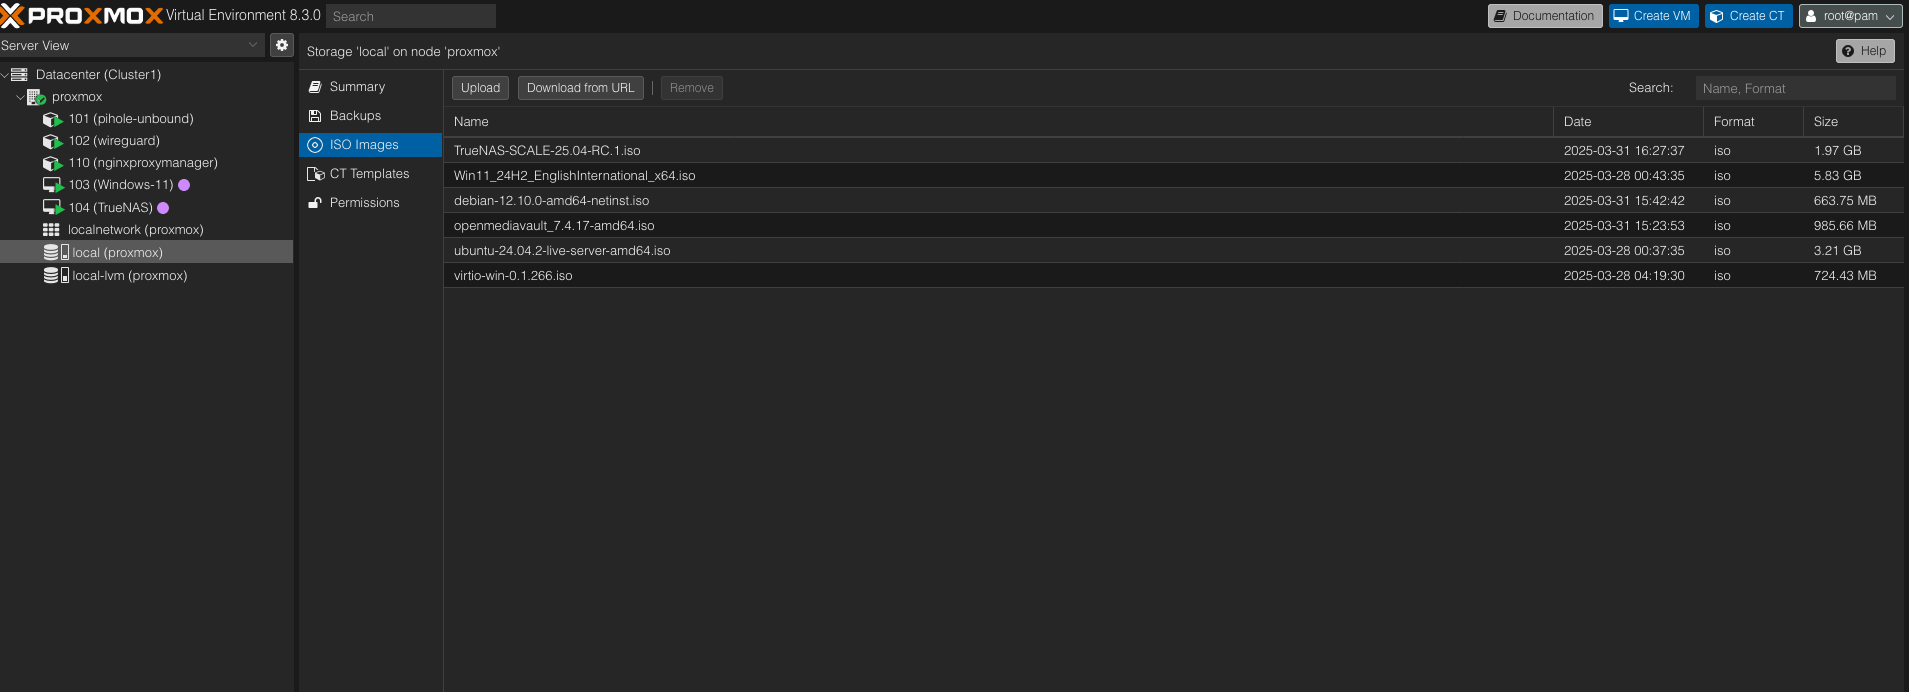 PROXMOX Virtual Environment 8.3.0 Search Documentation Create VM Create CT root@pam
Server View
Storage 'local' on node 'proxmox' Help
Datacenter (Cluster1)
proxmox
101 (pihole-unbound)
102 (wireguard)
110 (nginxproxymanager)
103 (Windows-11)
104 (TrueNAS)
localnetwork (proxmox)
local (proxmox)
local-lvm (proxmox)
Summary
Backups
ISO Images
CT Templates
Permissions
Upload Download from URL Remove Search: Name, Format
Name Date Format Size
TrueNAS-SCALE-25.04-RC.1.iso 2025-03-31 16:27:37 iso 1.97 GB
Win11_24H2_EnglishInternational_x64.iso 2025-03-28 00:43:35 iso 5.83 GB
debian-12.10.0-amd64-netinst.iso 2025-03-31 15:42:42 iso 663.75 MB
openmediavault_7.4.17-amd64.iso 2025-03-31 15:23:53 iso 985.66 MB
ubuntu-24.04.2-live-server-amd64.iso 2025-03-28 00:37:35 iso 3.21 GB
virtio-win-0.1.266.iso 2025-03-28 04:19:30 iso 724.43 MB